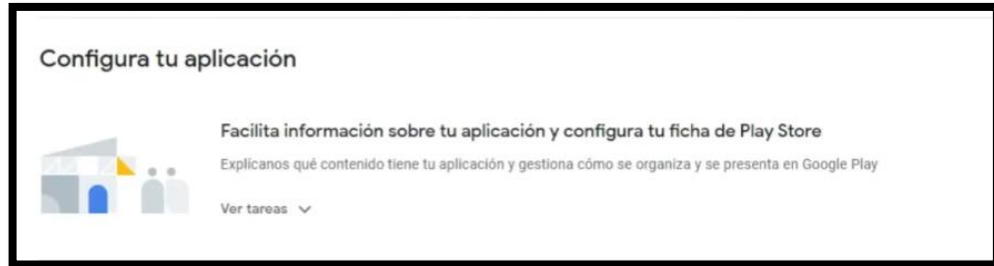 Configura tu aplicación
Facilita información sobre tu aplicación y configura tu ficha de Play Store
Explícanos qué contenido tiene tu aplicación y gestiona cómo se organiza y se presenta en Google Play
Ver tareas